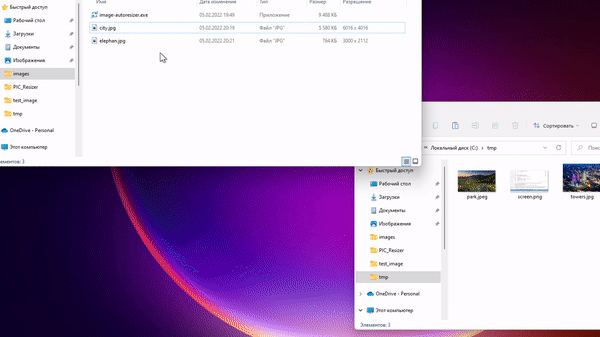 Быстрый доступ
Рабочий стол
Загрузки
Документы
Изображения
images
PIC_Resizer
test_image
tmp
OneDrive - Personal
Этот компьютер
Элементов: 3
Имя Дата изменения Тип Размер Разрешение
image-autoresizer.exe 05.02.2022 19:49 Приложение 9 488 КБ
city.jpg 05.02.2022 20:19 Файл "JPG" 5 580 КБ 6016 x 4016
elephan.jpg 05.02.2022 20:21 Файл "JPG" 764 КБ 3000 x 2112
Сортировать
Локальный диск (C:) › tmp
Поиск
Быстрый доступ
Рабочий стол
Загрузки
Документы
Изображения
images
PIC_Resizer
test_image
tmp
OneDrive - Personal
Этот компьютер
park.jpeg screen.png towers.jpg
Элементов: 3